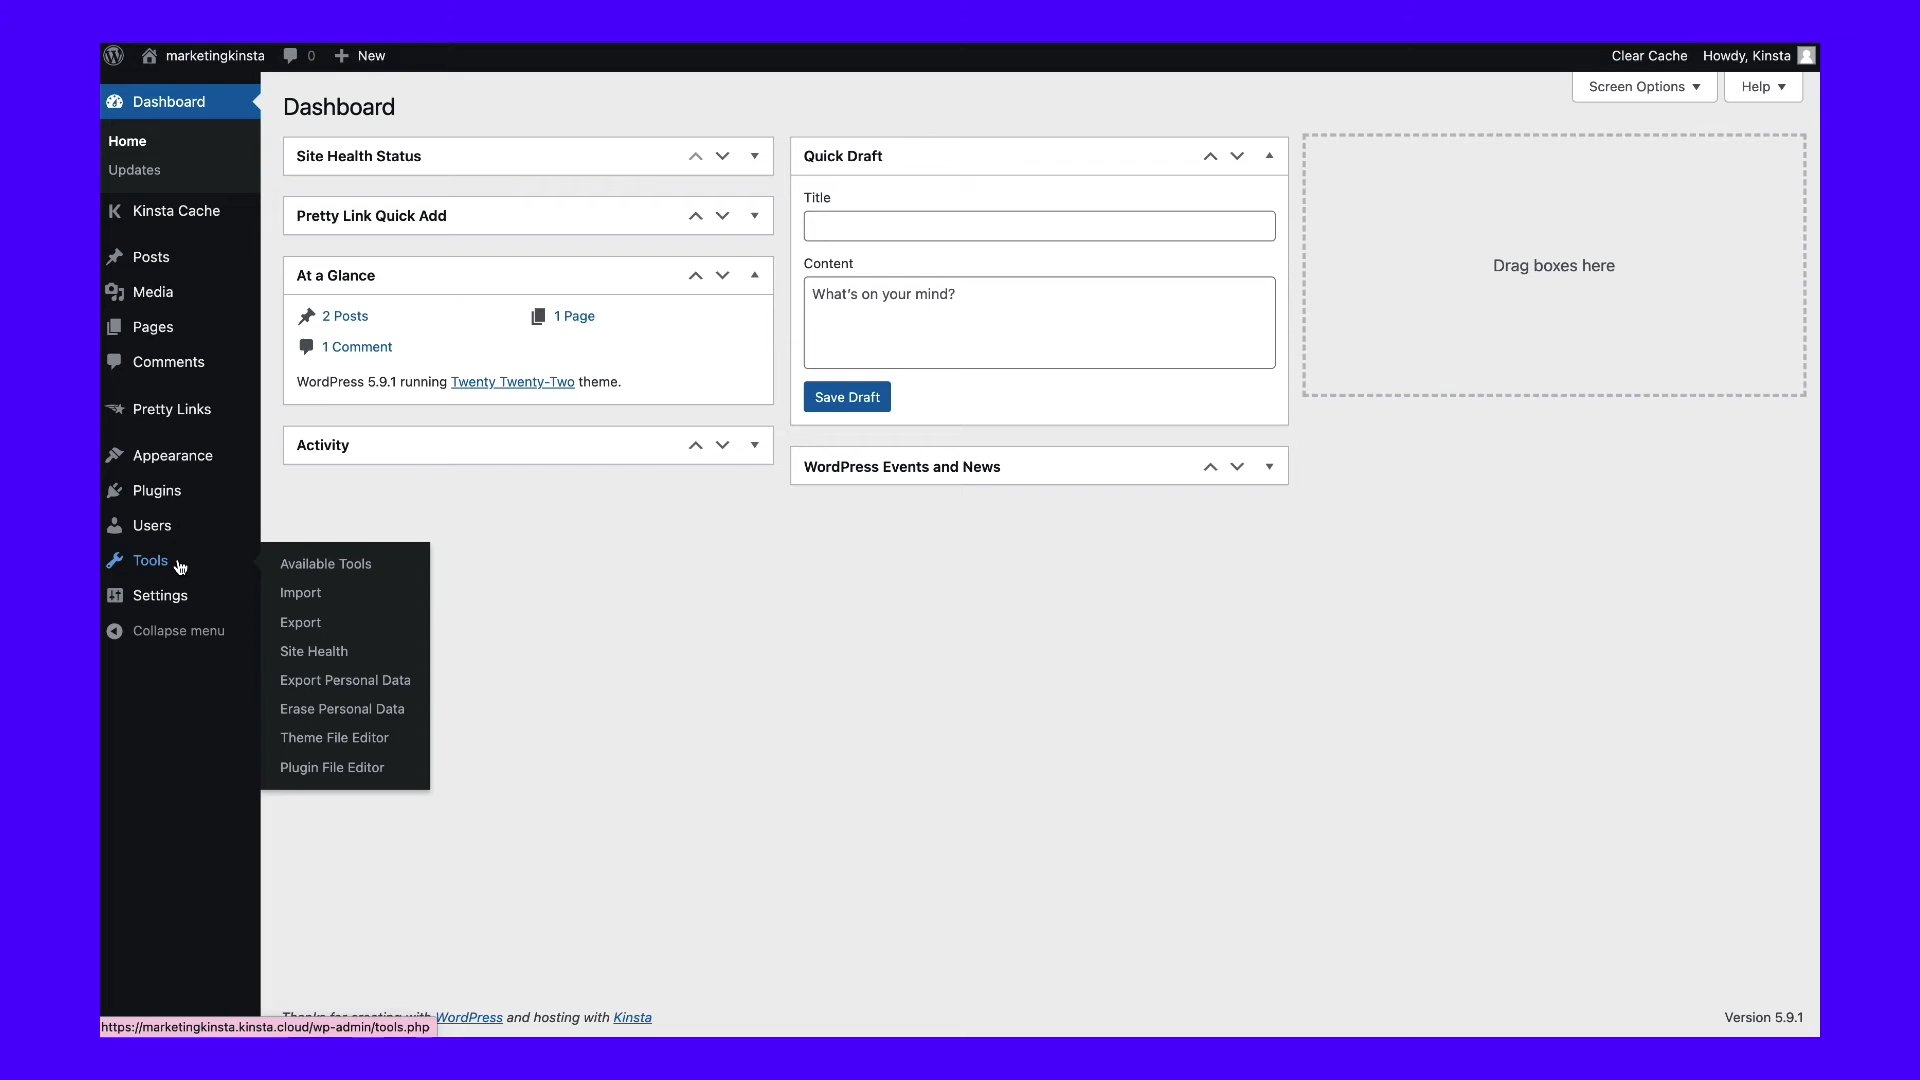 marketingkinsta 0 New Clear Cache Howdy, Kinsta
Screen Options Help
Dashboard
Home
Updates
Kinsta Cache
Posts
Media
Pages
Comments
Pretty Links
Appearance
Plugins
Users
Tools
Settings
Collapse menu
Available Tools
Import
Export
Site Health
Export Personal Data
Erase Personal Data
Theme File Editor
Plugin File Editor
Dashboard
Site Health Status
Pretty Link Quick Add
At a Glance
2 Posts 1 Page
1 Comment
WordPress 5.9.1 running Twenty Twenty-Two theme.
Activity
Quick Draft
Title
Content
What's on your mind?
Save Draft
WordPress Events and News
Drag boxes here
Thanks for creating with WordPress and hosting with Kinsta
Version 5.9.1
https://marketingkinsta.kinsta.cloud/wp-admin/tools.php